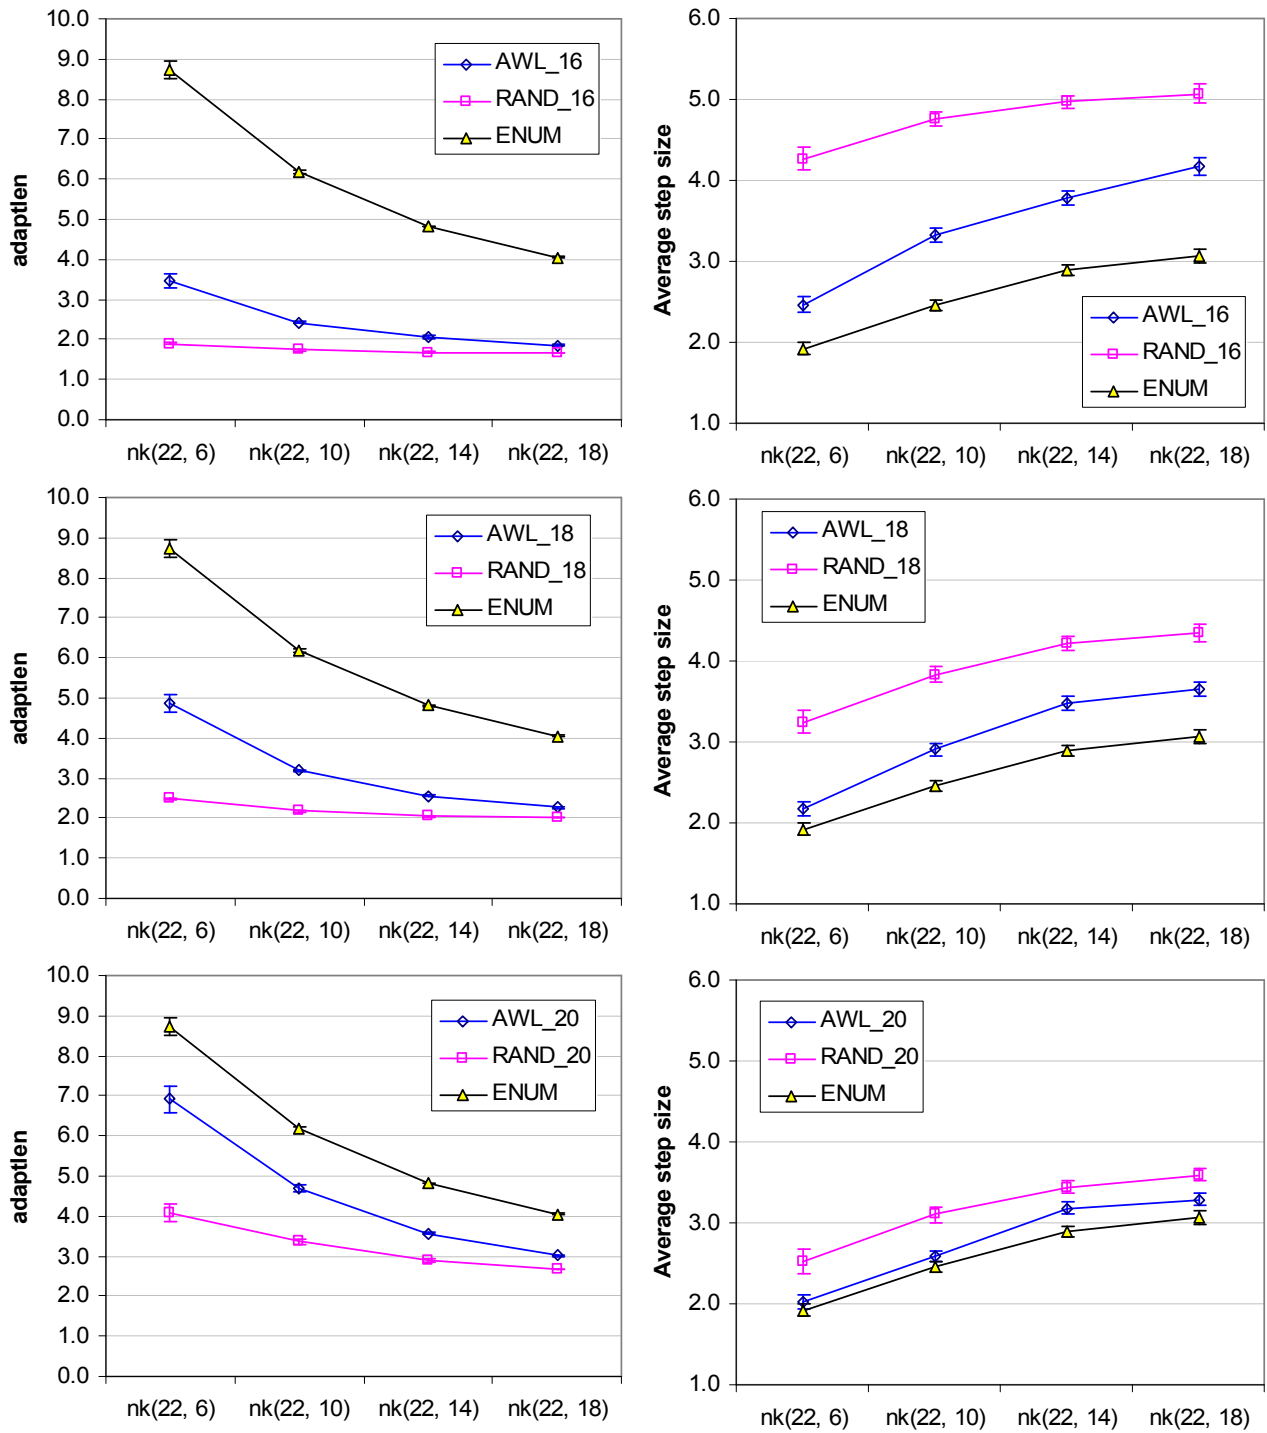 adaptlen
10.0
9.0
8.0
7.0
6.0
5.0
4.0
3.0
2.0
1.0
0.0
AWL_16
RAND_16
ENUM
nk(22, 6) nk(22, 10) nk(22, 14) nk(22, 18)
Average step size
6.0
5.0
4.0
3.0
2.0
1.0
AWL_16
RAND_16
ENUM
nk(22, 6) nk(22, 10) nk(22, 14) nk(22, 18)
adaptlen
10.0
9.0
8.0
7.0
6.0
5.0
4.0
3.0
2.0
1.0
0.0
AWL_18
RAND_18
ENUM
nk(22, 6) nk(22, 10) nk(22, 14) nk(22, 18)
Average step size
6.0
5.0
4.0
3.0
2.0
1.0
AWL_18
RAND_18
ENUM
nk(22, 6) nk(22, 10) nk(22, 14) nk(22, 18)
adaptlen
10.0
9.0
8.0
7.0
6.0
5.0
4.0
3.0
2.0
1.0
0.0
AWL_20
RAND_20
ENUM
nk(22, 6) nk(22, 10) nk(22, 14) nk(22, 18)
Average step size
6.0
5.0
4.0
3.0
2.0
1.0
AWL_20
RAND_20
ENUM
nk(22, 6) nk(22, 10) nk(22, 14) nk(22, 18)